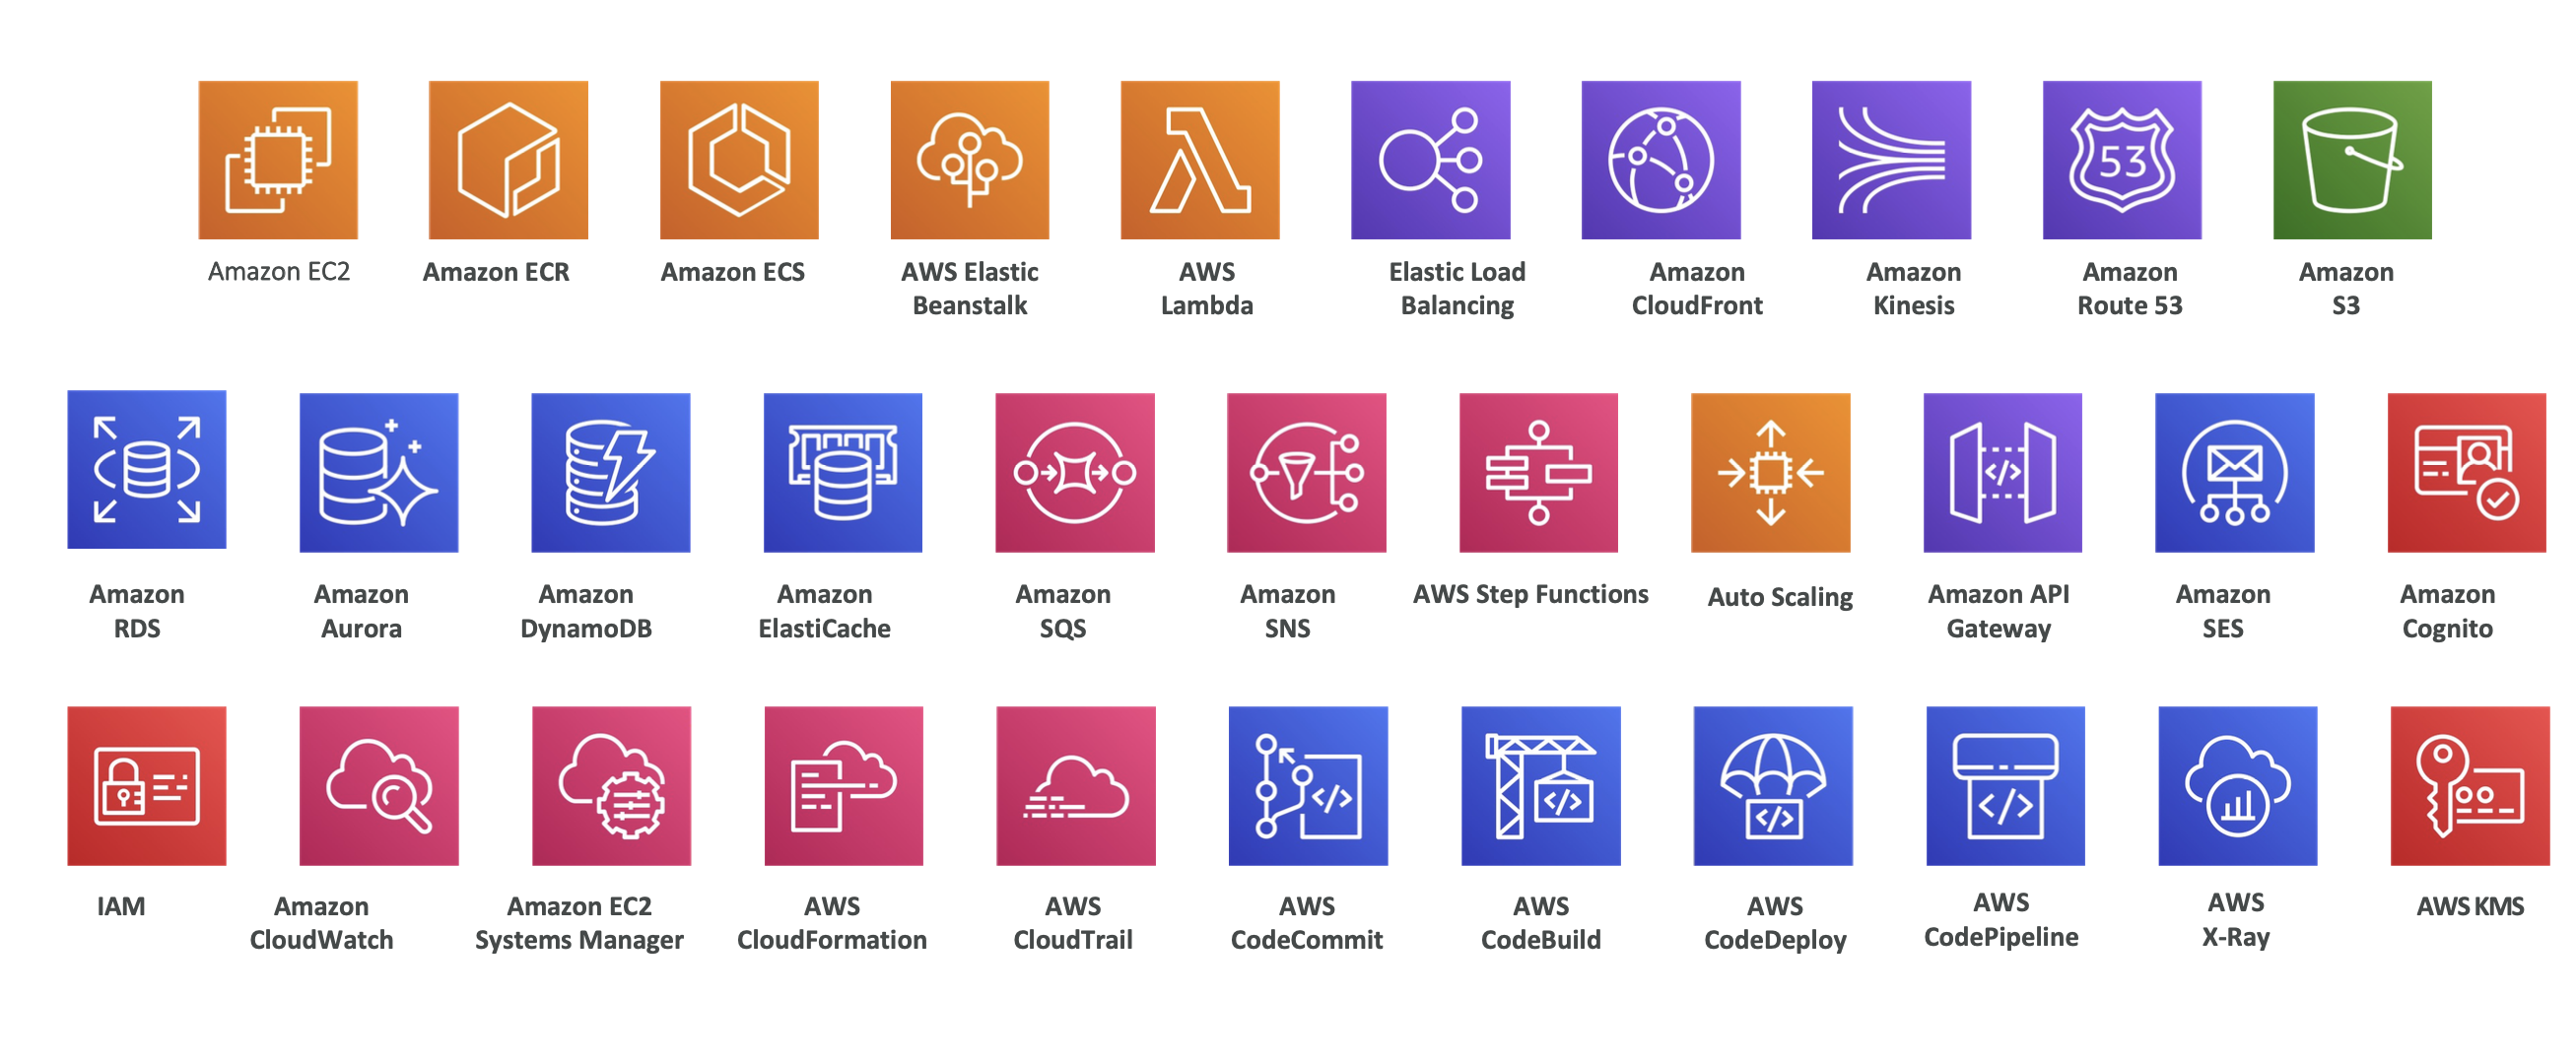 53
Amazon EC2
Amazon ECR
Amazon ECS
AWS Elastic
Beanstalk
AWS
Lambda
Elastic Load
Balancing
Amazon
CloudFront
Amazon
Kinesis
Amazon
Route 53
Amazon
S3
</>
Amazon
RDS
Amazon
Aurora
Amazon
DynamoDB
Amazon
ElastiCache
Amazon
SQS
Amazon
SNS
AWS Step Functions
Auto Scaling
Amazon API
Gateway
Amazon
SES
Amazon
Cognito
</>
</>
</>
</>
IAM
Amazon
CloudWatch
Amazon EC2
Systems Manager
AWS
CloudFormation
AWS
CloudTrail
AWS
CodeCommit
AWS
CodeBuild
AWS
CodeDeploy
AWS
CodePipeline
AWS
X-Ray
AWS KMS